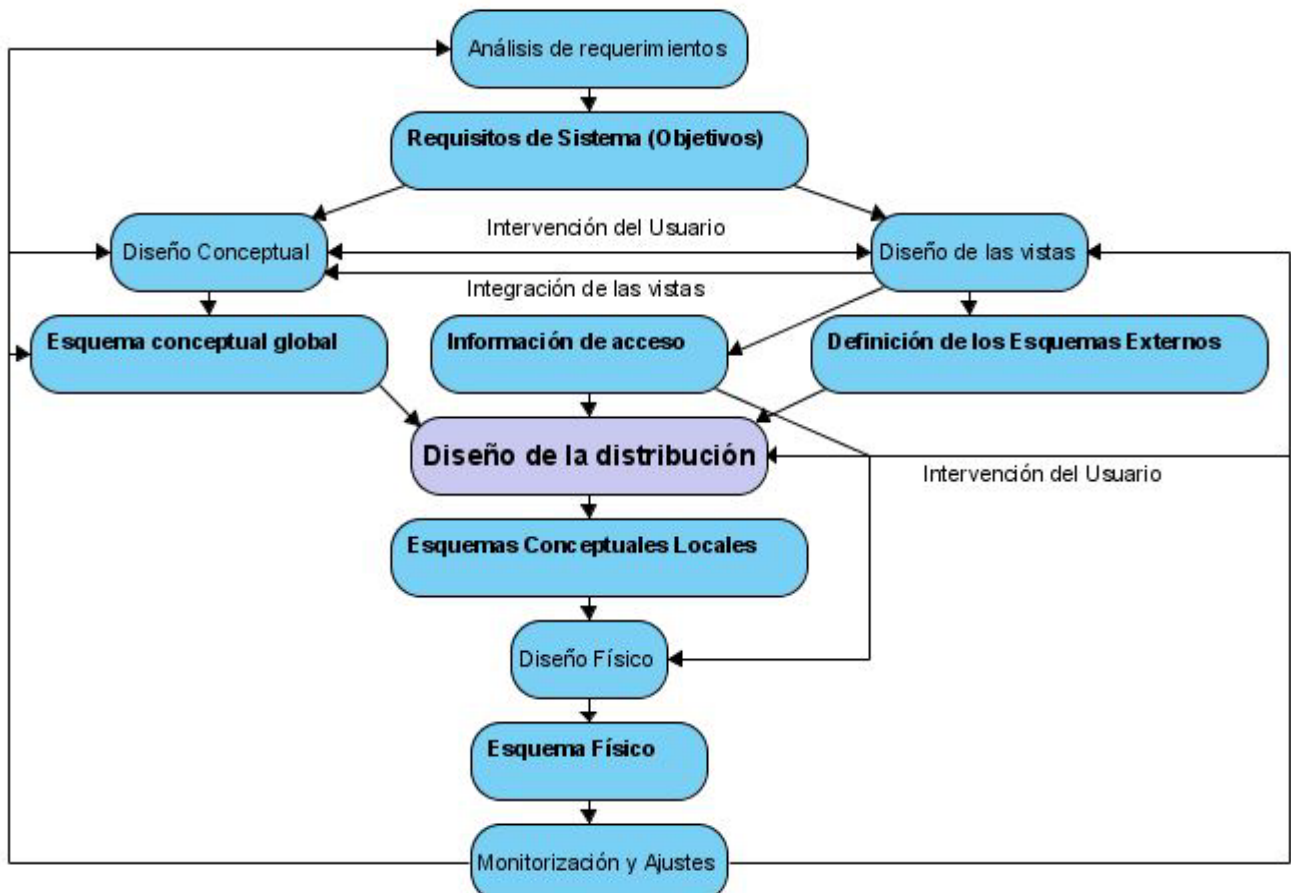 Análisis de requerimientos
Requisitos de Sistema (Objetivos)
Intervención del Usuario
Diseño Conceptual
Diseño de las vistas
Integración de las vistas
Esquema conceptual global
Información de acceso
Definición de los Esquemas Externos
Diseño de la distribución
Intervención del Usuario
Esquemas Conceptuales Locales
Diseño Físico
Esquema Físico
Monitorización y Ajustes